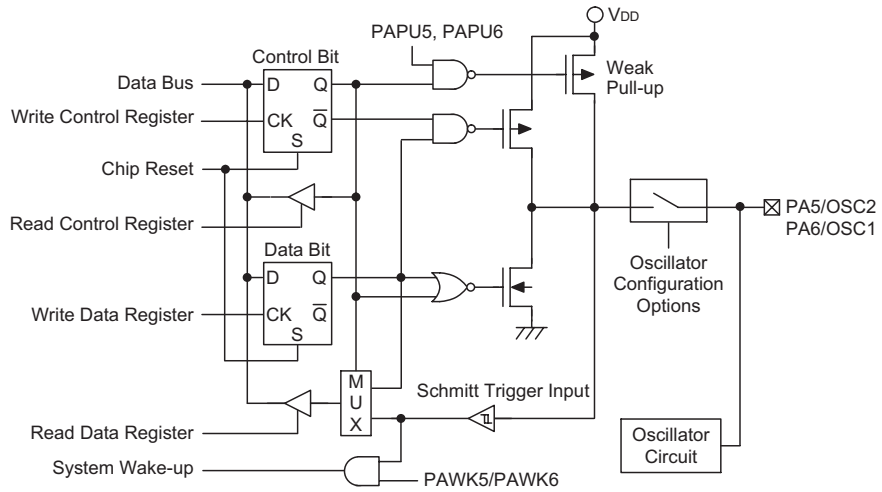 VDD
PAPU5, PAPU6
Control Bit
Weak
Pull-up
Data Bus
D
Q
Write Control Register
CK
Q
S
Chip Reset
Read Control Register
PA5/OSC2
PA6/OSC1
Data Bit
Oscillator
Configuration
Options
D
Q
Write Data Register
CK
Q
S
M
U
X
Schmitt Trigger Input
Read Data Register
Oscillator
Circuit
System Wake-up
PAWK5/PAWK6